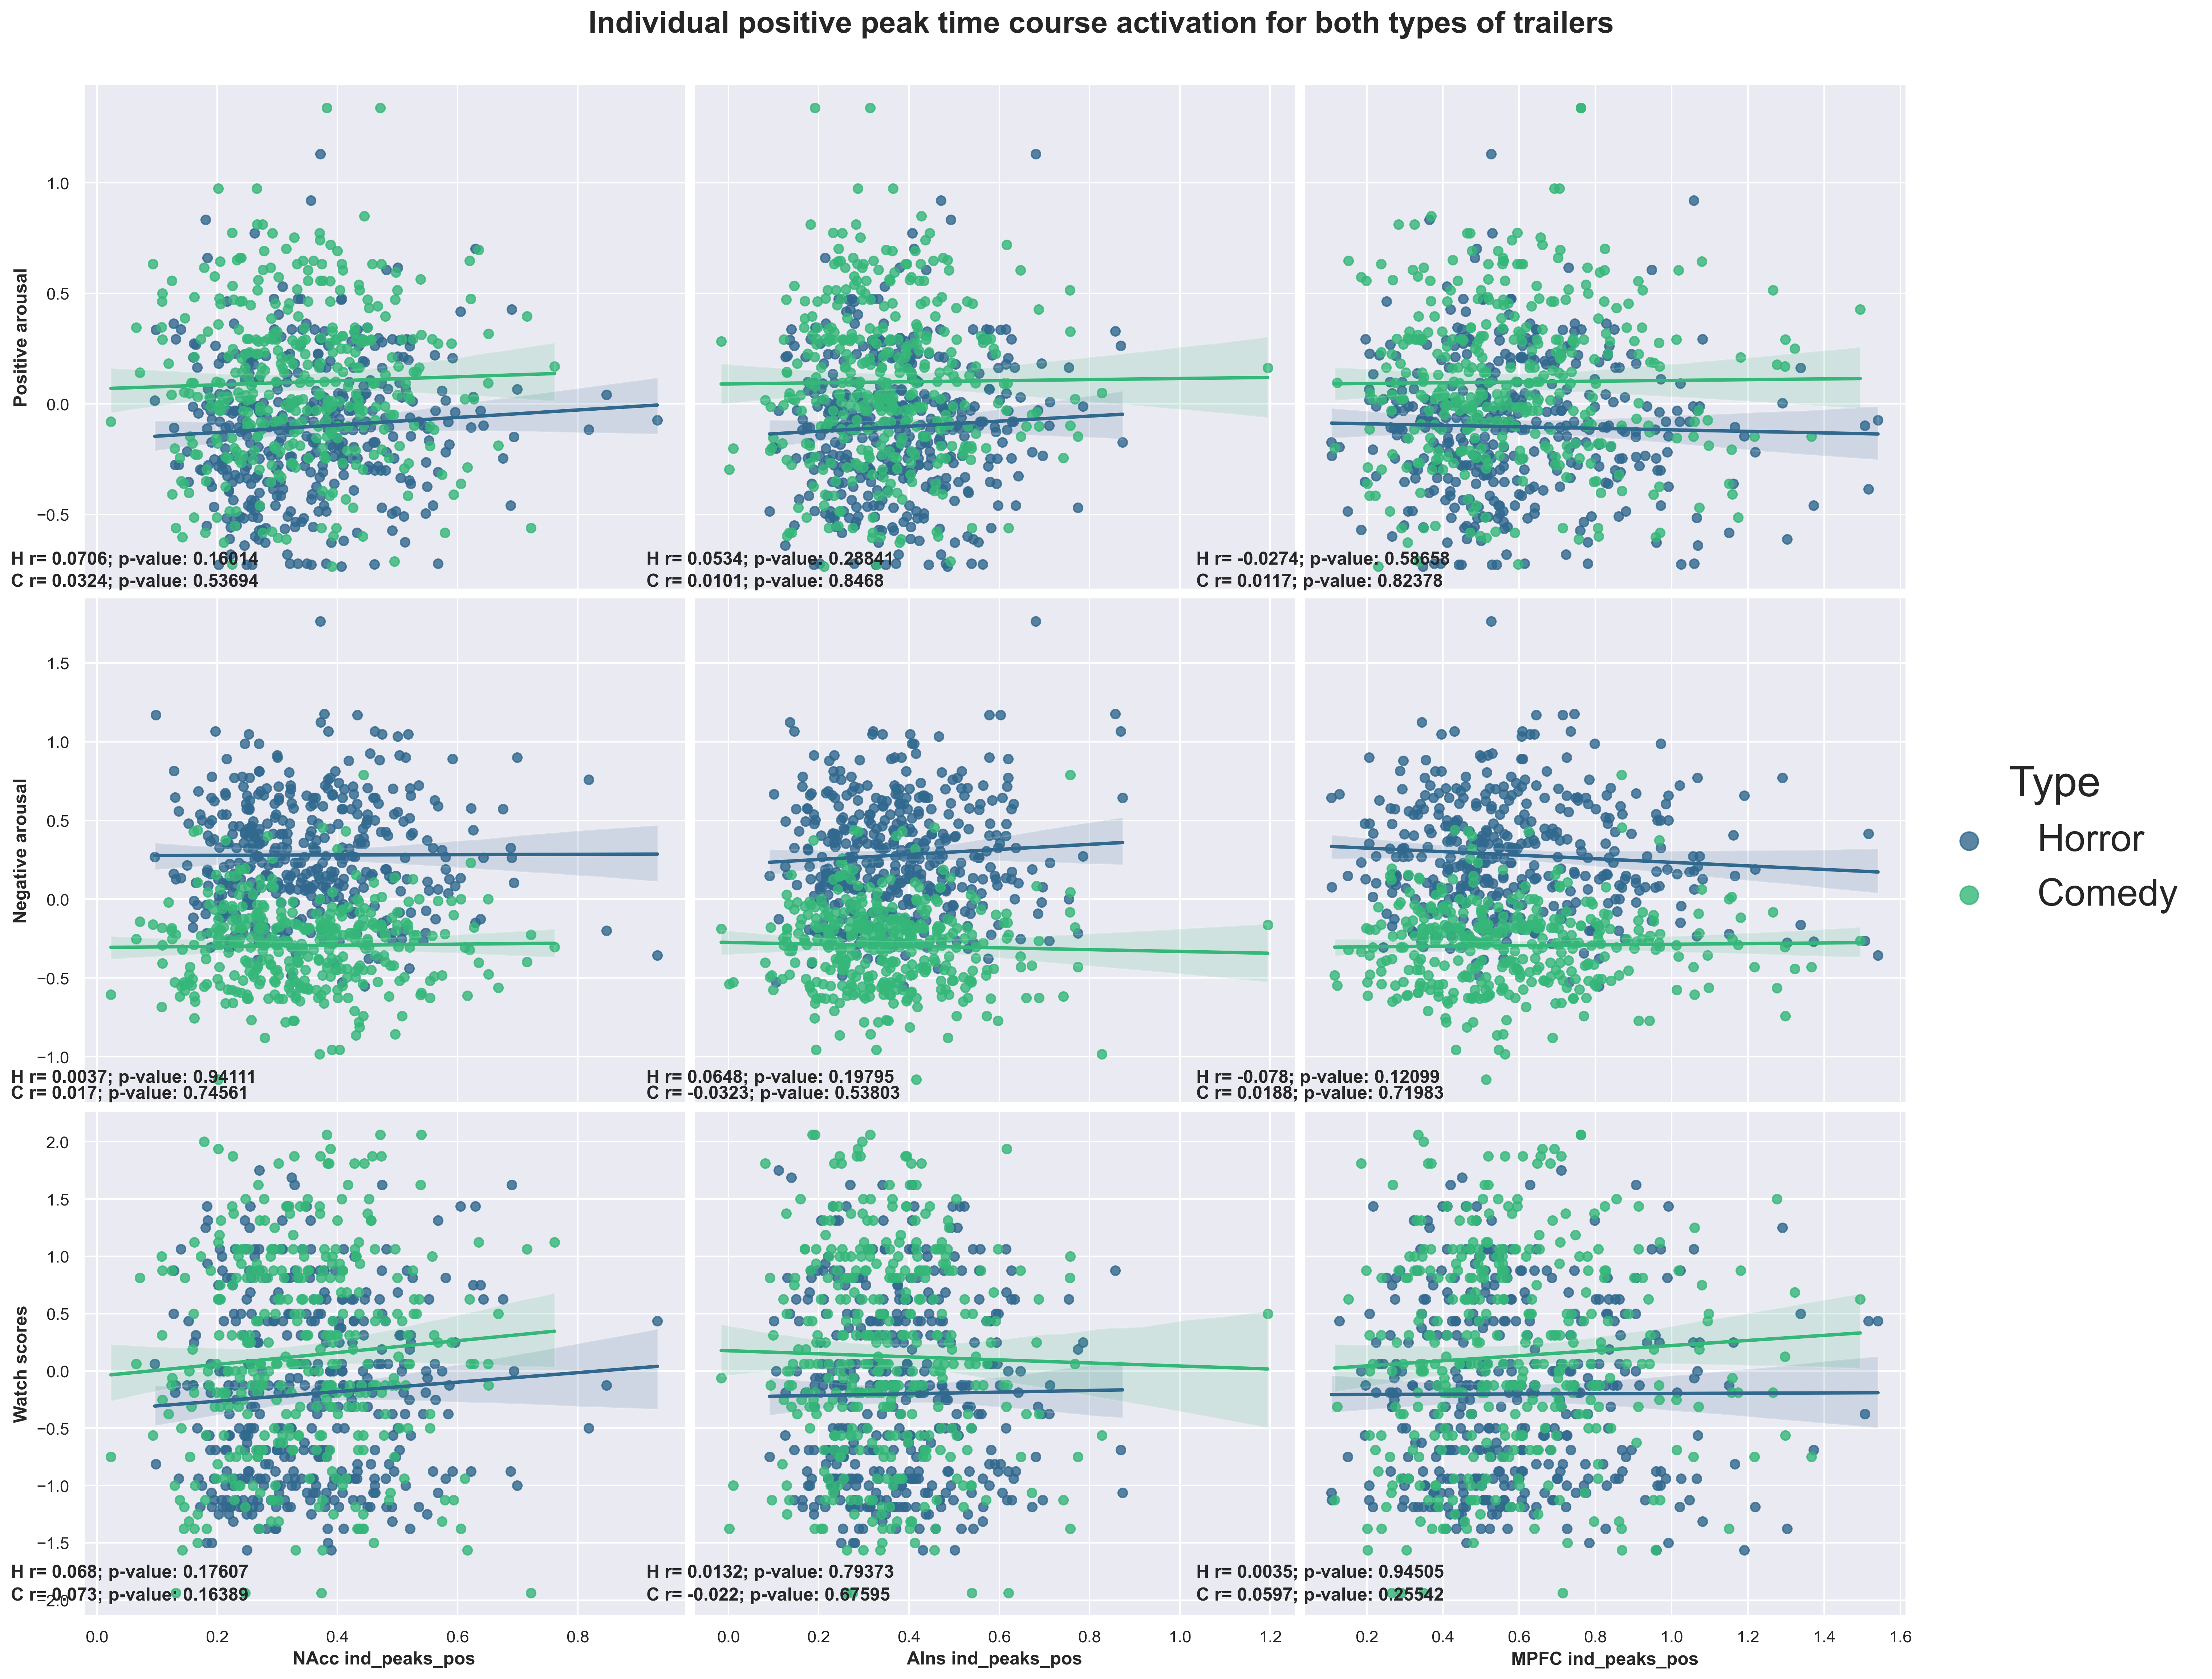 Individual positive peak time course activation for both types of trailers
Positive arousal
1.0
0.5
0.0
−0.5
H r= 0.0706; p-value: 0.16014
C r= 0.0324; p-value: 0.53694
H r= 0.0534; p-value: 0.28841
C r= 0.0101; p-value: 0.8468
H r= -0.0274; p-value: 0.58658
C r= 0.0117; p-value: 0.82378
Negative arousal
1.5
1.0
0.5
0.0
−0.5
−1.0
H r= 0.0037; p-value: 0.94111
C r= 0.017; p-value: 0.74561
H r= 0.0648; p-value: 0.19795
C r= -0.0323; p-value: 0.53803
H r= -0.078; p-value: 0.12099
C r= 0.0188; p-value: 0.71983
Type
Horror
Comedy
Watch scores
2.0
1.5
1.0
0.5
0.0
−0.5
−1.0
−1.5
−2.0
H r= 0.068; p-value: 0.17607
C r= 0.073; p-value: 0.16389
H r= 0.0132; p-value: 0.79373
C r= -0.022; p-value: 0.67595
H r= 0.0035; p-value: 0.94505
C r= 0.0597; p-value: 0.25542
0.0 0.2 0.4 0.6 0.8
NAcc ind_peaks_pos
0.0 0.2 0.4 0.6 0.8 1.0 1.2
AIns ind_peaks_pos
0.2 0.4 0.6 0.8 1.0 1.2 1.4 1.6
MPFC ind_peaks_pos